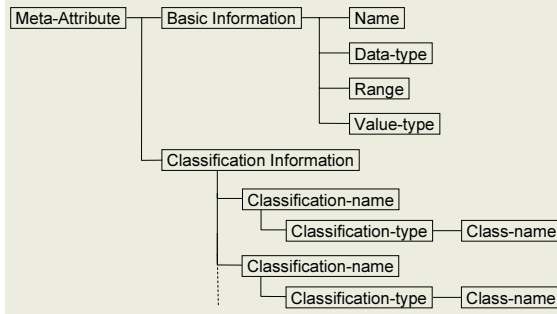 Meta-Attribute Basic Information Name
Data-type
Range
Value-type
Classification Information
Classification-name
Classification-type Class-name
Classification-name
Classification-type Class-name